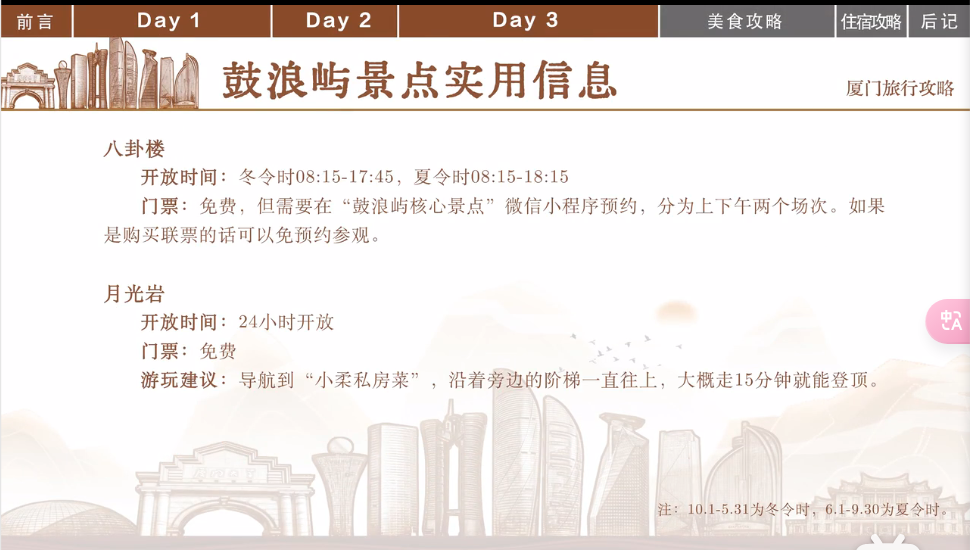 前言 Day 1 Day 2 Day 3 美食攻略 住宿攻略 后记
鼓浪屿景点实用信息
厦门旅行攻略
八卦楼
开放时间：冬令时08:15-17:45，夏令时08:15-18:15
门票：免费，但需要在“鼓浪屿核心景点”微信小程序预约，分为上下午两个场次。如果
是购买联票的话可以免预约参观。
月光岩
开放时间：24小时开放
门票：免费
游玩建议：导航到“小柔私房菜”，沿着旁边的阶梯一直往上，大概走15分钟就能登顶。
中 A
注：10.1-5.31为冬令时，6.1-9.30为夏令时。